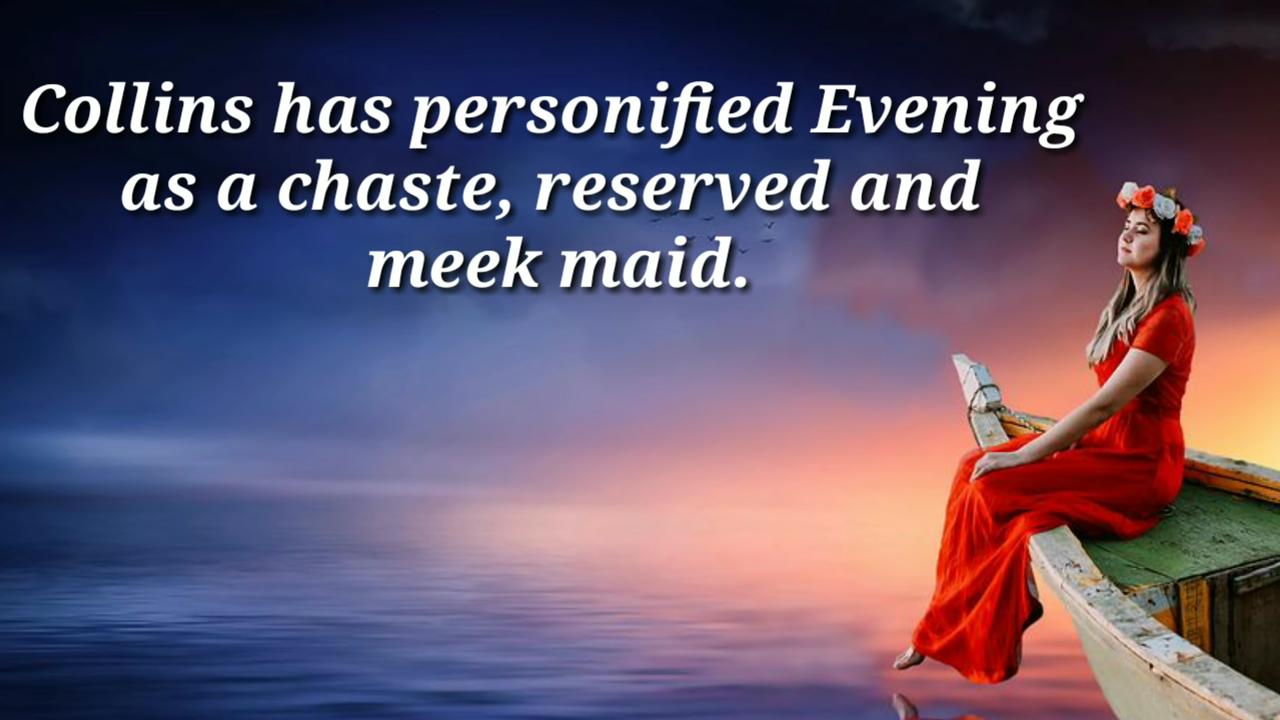 Collins has personified Evening
as a chaste, reserved and
meek maid.